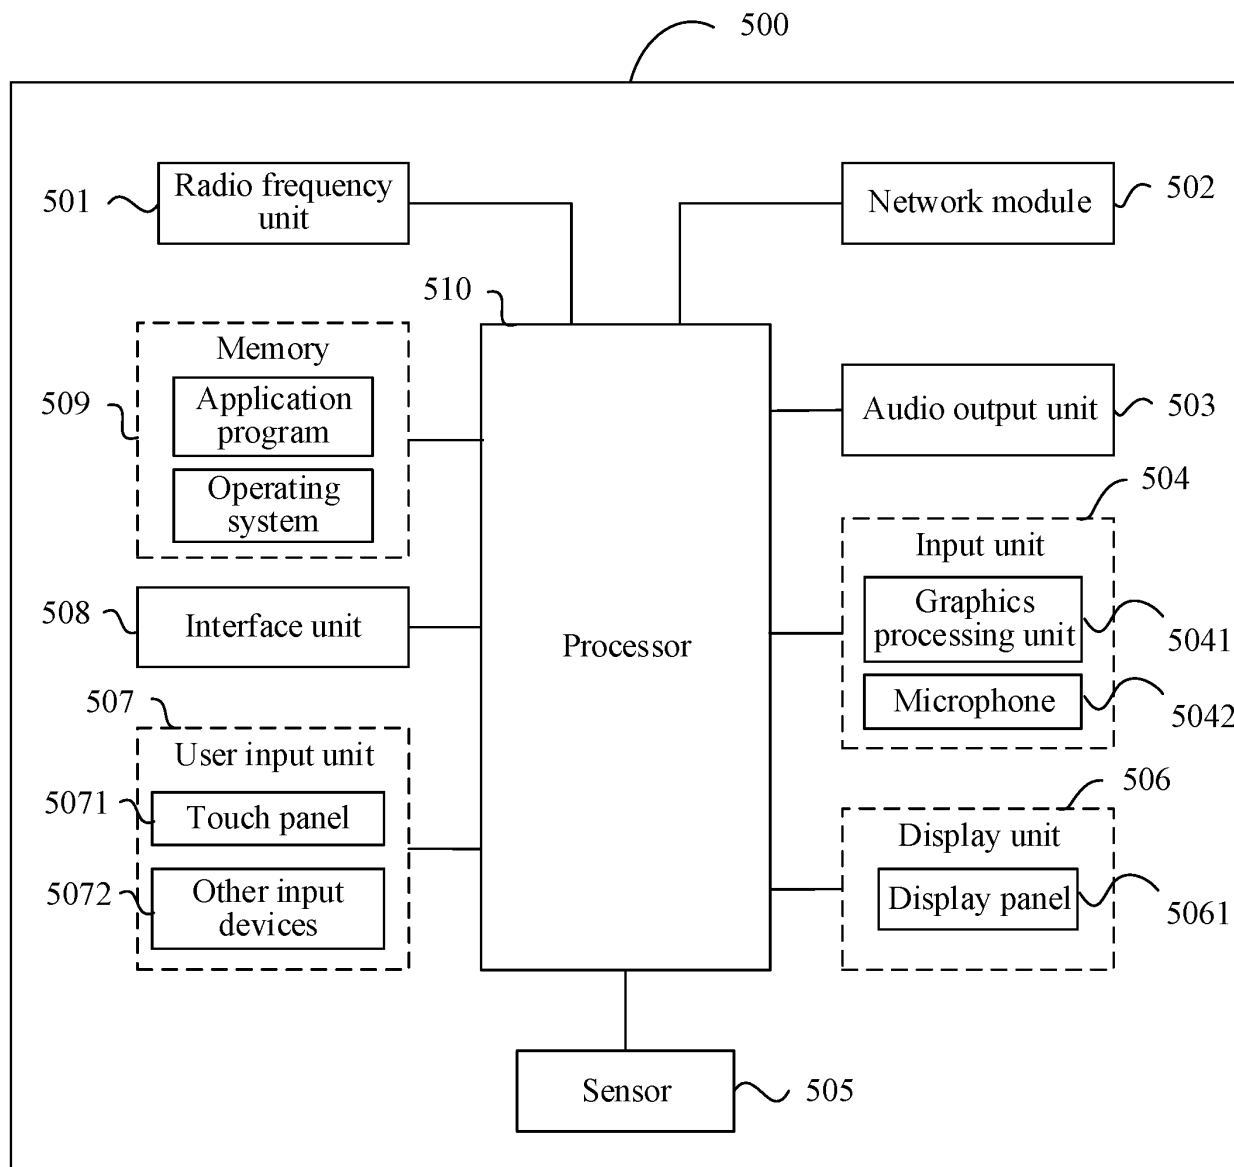 500
501
Radio frequency
unit
Network module
502
510
Memory
509
Application
program
Operating
system
Audio output unit
503
504
Input unit
Graphics
processing unit
5041
Microphone
5042
508
Interface unit
Processor
507
User input unit
5071
Touch panel
5072
Other input
devices
506
Display unit
Display panel
5061
Sensor
505